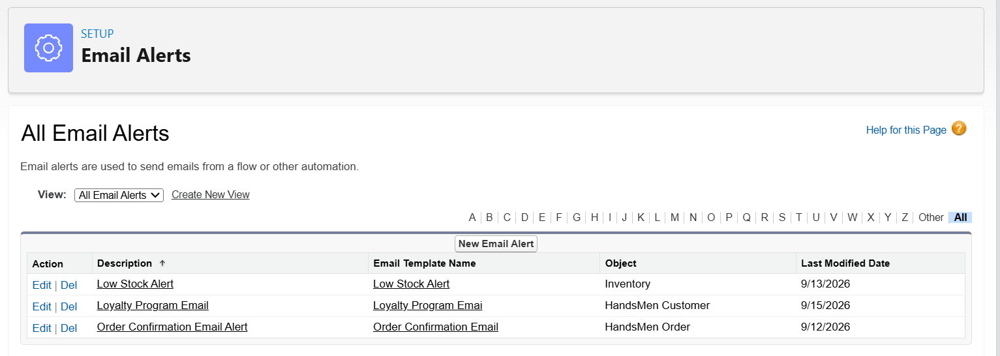 SETUP
Email Alerts
All Email Alerts
Help for this Page ?
Email alerts are used to send emails from a flow or other automation.
View: All Email Alerts Create New View
A B C D E F G H I J K L M N O P Q R S T U V W X Y Z Other All
New Email Alert
Action Description ↑ Email Template Name Object Last Modified Date
Edit | Del Low Stock Alert Low Stock Alert Inventory 9/13/2026
Edit | Del Loyalty Program Email Loyalty Program Emai HandsMen Customer 9/15/2026
Edit | Del Order Confirmation Email Alert Order Confirmation Email HandsMen Order 9/12/2026